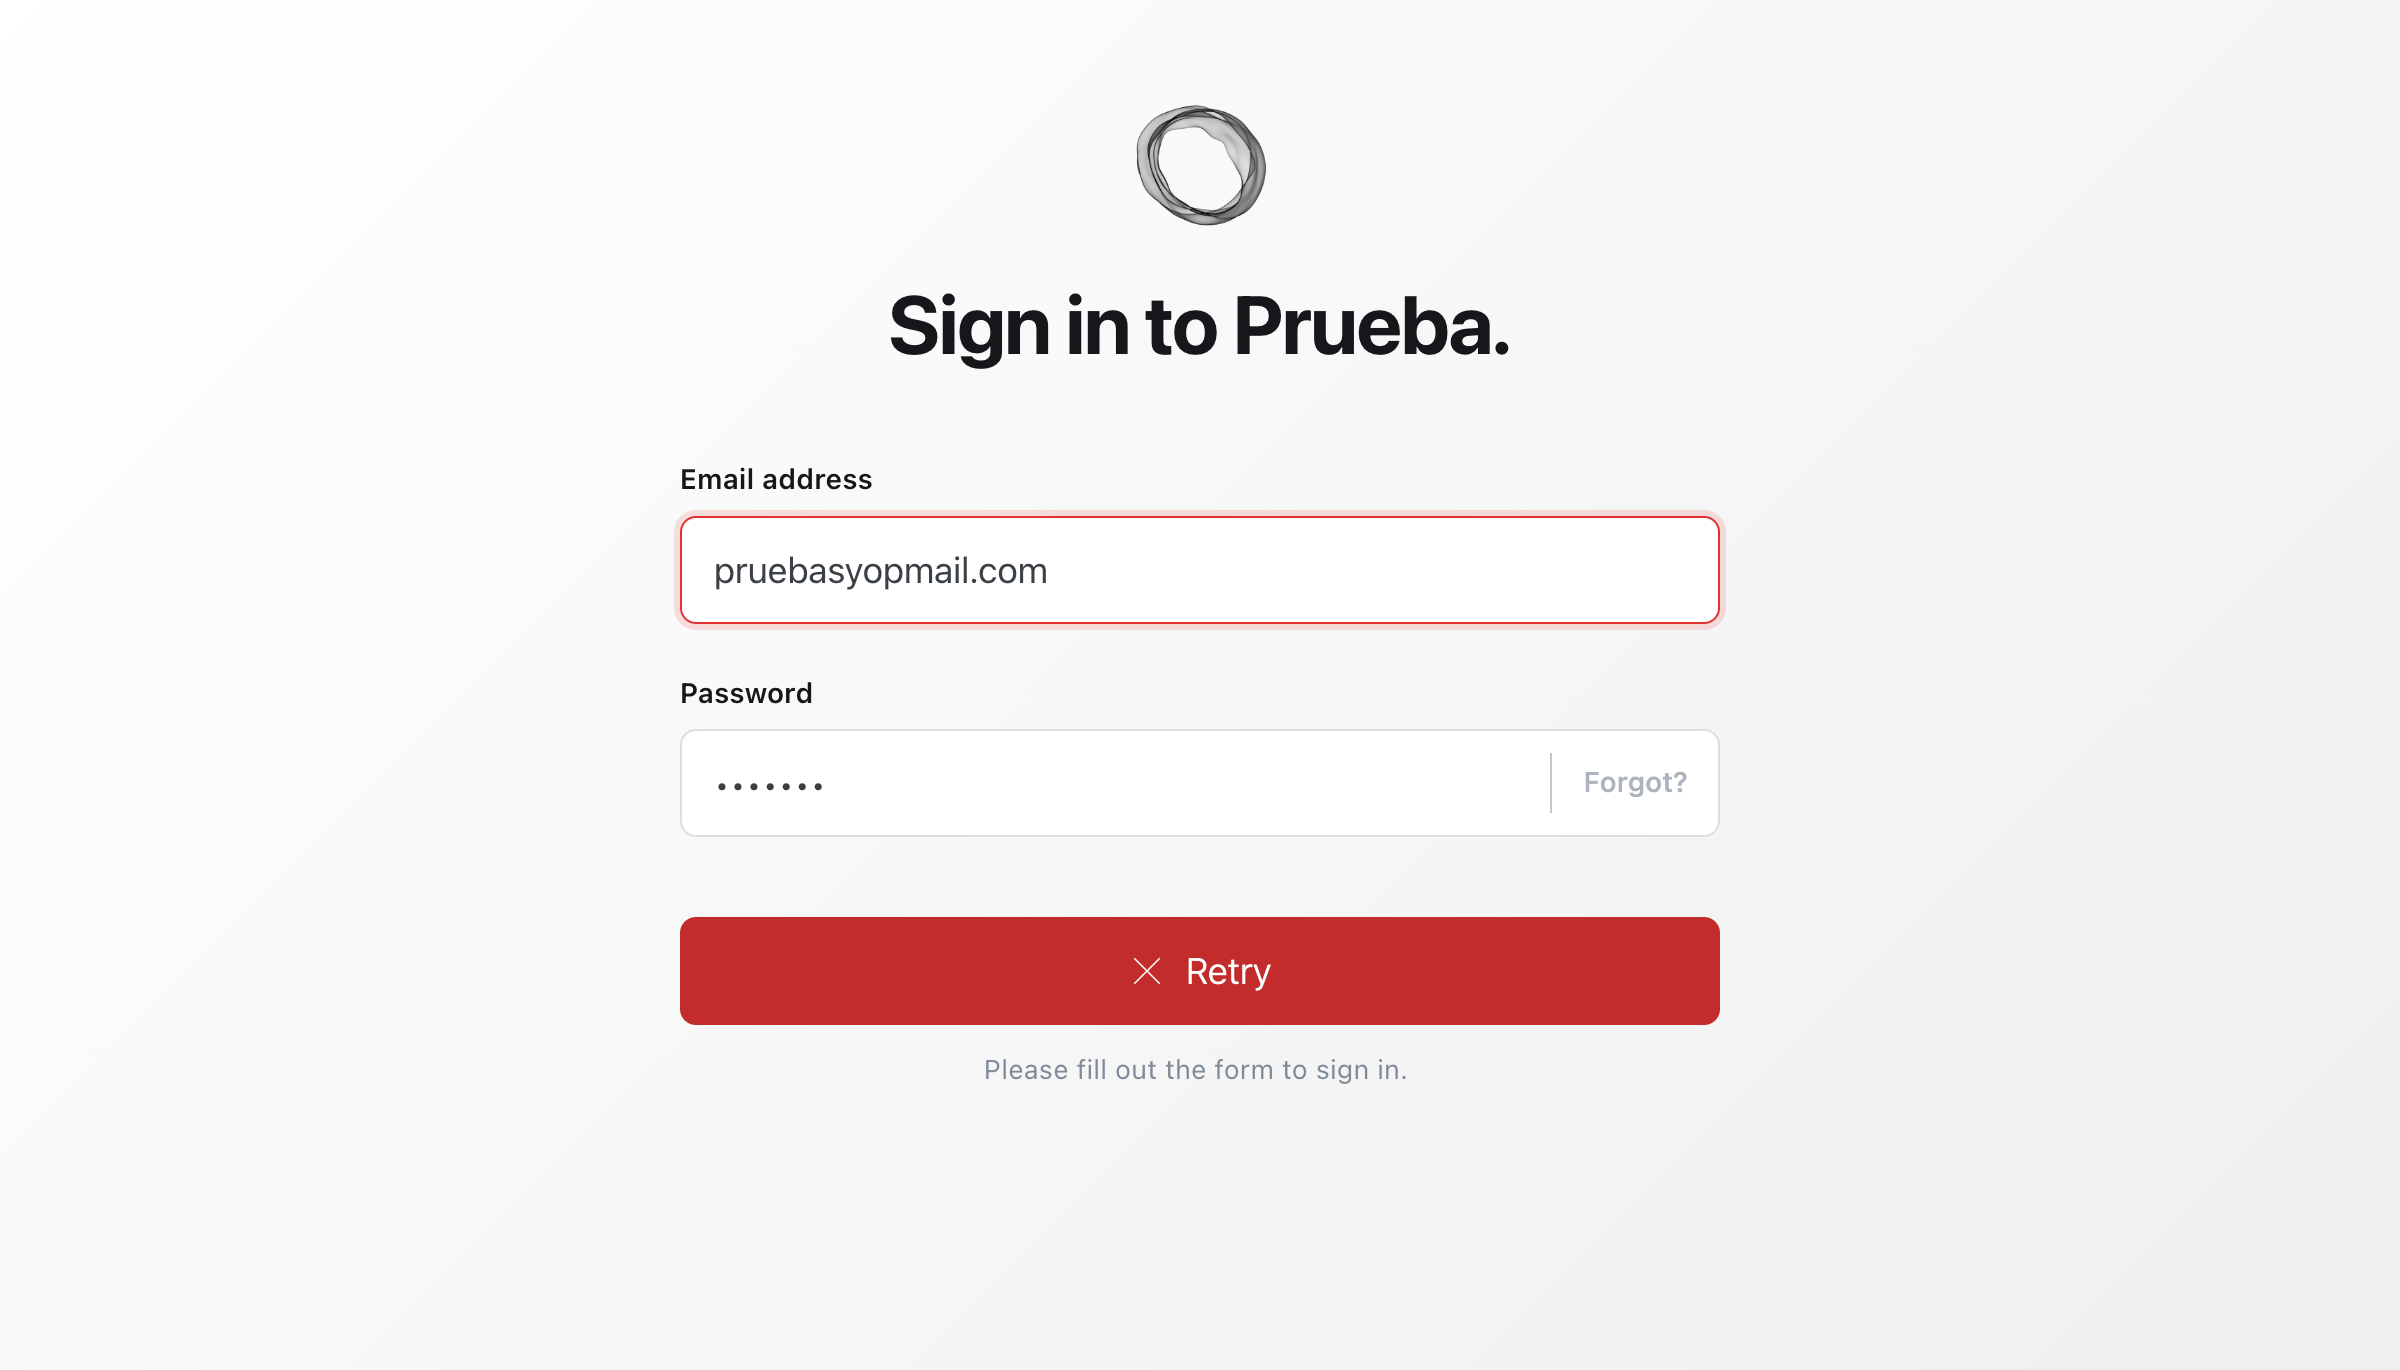 Sign in to Prueba.
Email address
pruebasyopmail.com
Password
•••••••
Forgot?
Retry
Please fill out the form to sign in.